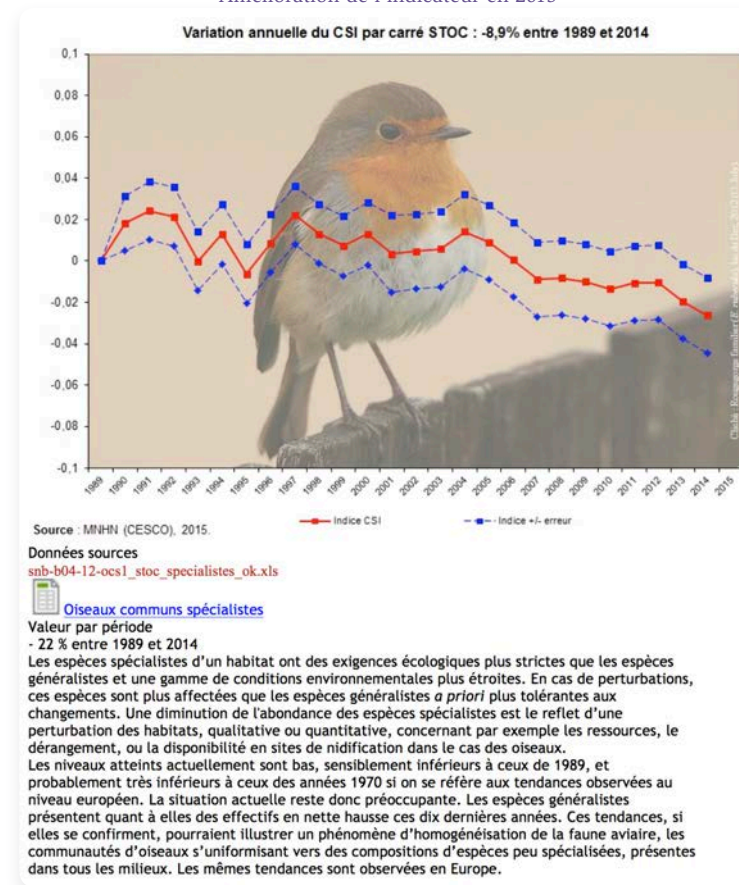 Amélioration de l'indicateur en 2015
Variation annuelle du CSI par carré STOC : -8,9% entre 1989 et 2014
0,1
0,08
0,06
0,04
0,02
0
-0,02
-0,04
-0,06
-0,08
-0,1
1989 1990 1991 1992 1993 1994 1995 1996 1997 1998 1999 2000 2001 2002 2003 2004 2005 2006 2007 2008 2009 2010 2011 2012 2013 2014 2015
Cliché : Rougegorge familier (E. rubecula)
Source : MNHN (CESCO), 2015.
Indice CSI
Indice +/- erreur
Données sources
snb-b04-12-ocs1_stoc_specialistes_ok.xls
Oiseaux communs spécialistes
Valeur par période
- 22 % entre 1989 et 2014
Les espèces spécialistes d'un habitat ont des exigences écologiques plus strictes que les espèces
généralistes et une gamme de conditions environnementales plus étroites. En cas de perturbations,
ces espèces sont plus affectées que les espèces généralistes a priori plus tolérantes aux
changements. Une diminution de l'abondance des espèces spécialistes est le reflet d'une
perturbation des habitats, qualitative ou quantitative, concernant par exemple les ressources, le
dérangement, ou la disponibilité en sites de nidification dans le cas des oiseaux.
Les niveaux atteints actuellement sont bas, sensiblement inférieurs à ceux de 1989, et
probablement très inférieurs à ceux des années 1970 si on se réfère aux tendances observées au
niveau européen. La situation actuelle reste donc préoccupante. Les espèces généralistes
présentent quant à elles des effectifs en nette hausse ces dix dernières années. Ces tendances, si
elles se confirment, pourraient illustrer un phénomène d'homogénéisation de la faune aviaire, les
communautés d'oiseaux s'uniformisant vers des compositions d'espèces peu spécialisées, présentes
dans tous les milieux. Les mêmes tendances sont observées en Europe.